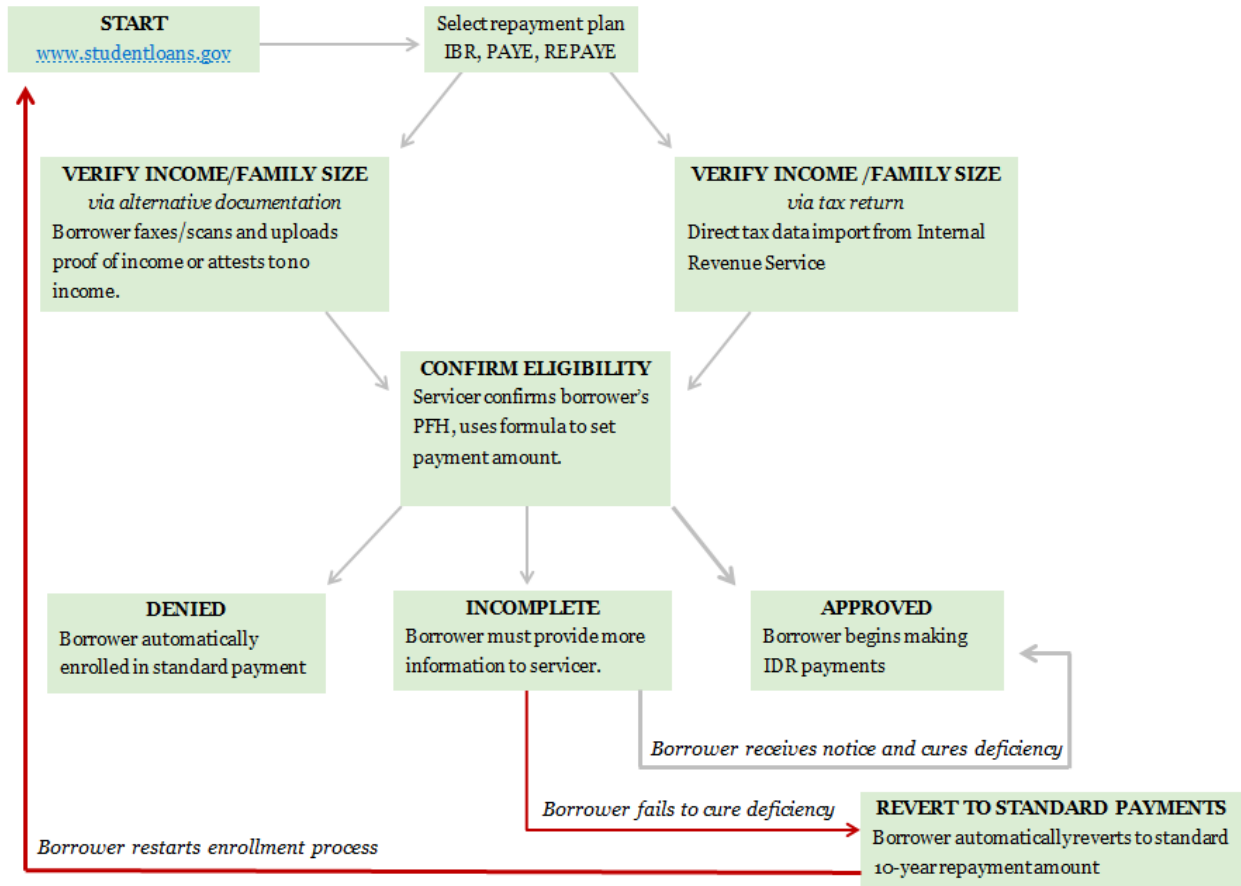 START
www.studentloans.gov
Select repayment plan
IBR, PAYE, REPAYE
VERIFY INCOME/FAMILY SIZE
via alternative documentation
Borrower faxes/scans and uploads
proof of income or attests to no
income.
VERIFY INCOME /FAMILY SIZE
via tax return
Direct tax data import from Internal
Revenue Service
CONFIRM ELIGIBILITY
Servicer confirms borrower’s
PFH, uses formula to set
payment amount.
DENIED
Borrower automatically
enrolled in standard payment
INCOMPLETE
Borrower must provide more
information to servicer.
APPROVED
Borrower begins making
IDR payments
Borrower receives notice and cures deficiency
Borrower fails to cure deficiency
REVERT TO STANDARD PAYMENTS
Borrower automatically reverts to standard
10-year repayment amount
Borrower restarts enrollment process